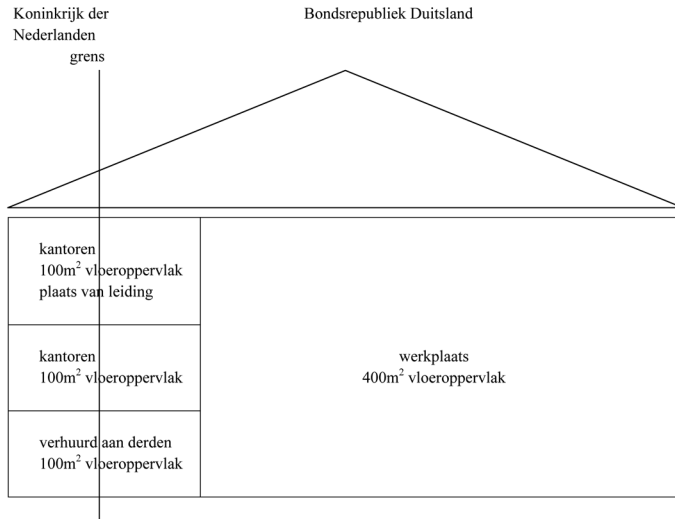 Koninkrijk der
Nederlanden
grens
Bondsrepubliek Duitsland
kantoren
100m² vloeroppervlak
plaats van leiding
kantoren
100m² vloeroppervlak
verhuurd aan derden
100m² vloeroppervlak
werkplaats
400m² vloeroppervlak